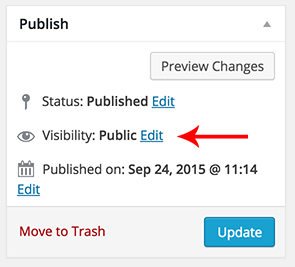 Publish
Preview Changes
Status: Published Edit
Visibility: Public Edit
Published on: Sep 24, 2015 @ 11:14
Edit
Move to Trash
Update